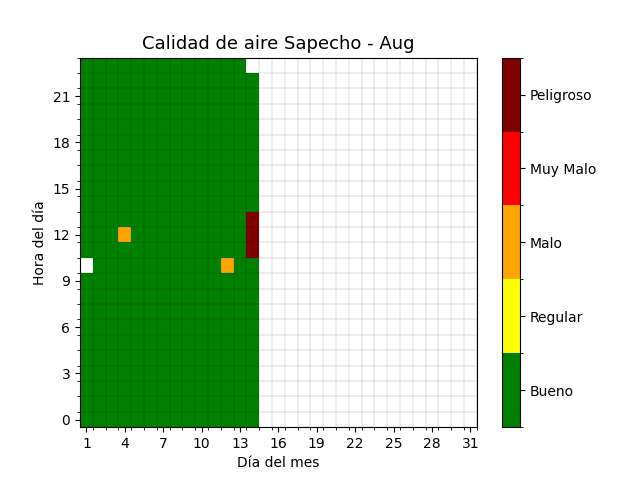 Calidad de aire Sapecho - Aug
Hora del día
21
18
15
12
9
6
3
0
1 4 7 10 13 16 19 22 25 28 31
Día del mes
Peligroso
Muy Malo
Malo
Regular
Bueno